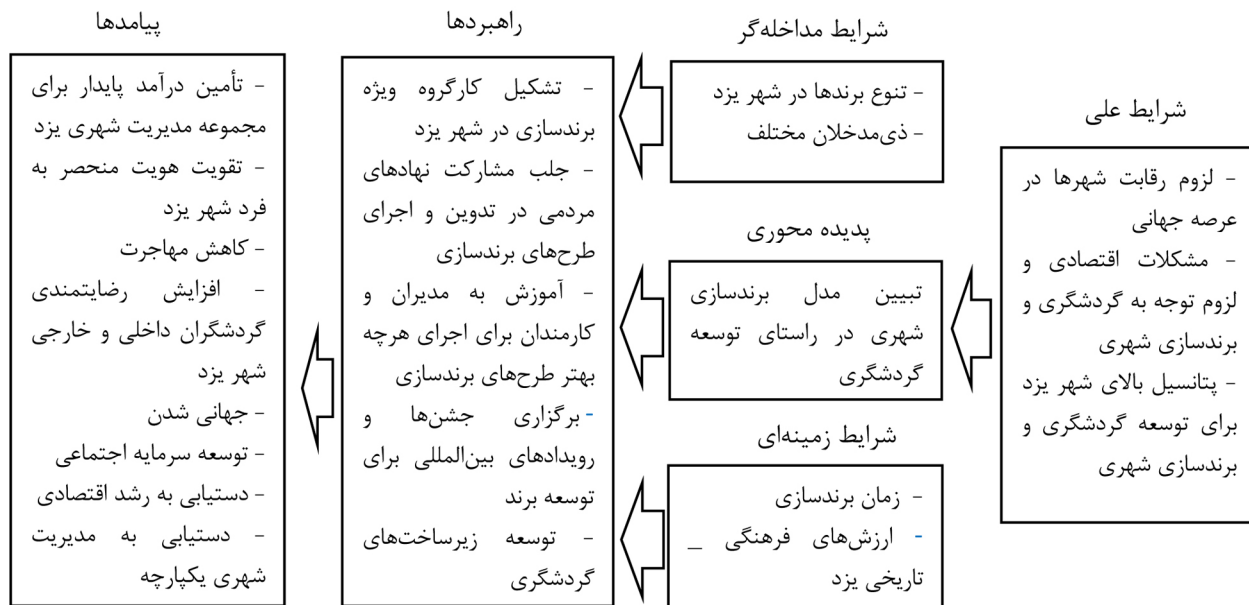 شرایط علی
- لزوم رقابت شهرها در
عرصه جهانی
- مشکلات اقتصادی و
لزوم توجه به گردشگری و
برندسازی شهری
- پتانسیل بالای شهر یزد
برای توسعه گردشگری و
برندسازی شهری
شرایط مداخله‌گر
- تنوع برندها در شهر یزد
- ذی‌مدخلان مختلف
پدیده محوری
تبیین مدل برندسازی
شهری در راستای توسعه
گردشگری
شرایط زمینه‌ای
- زمان برندسازی
- ارزش‌های فرهنگی _
تاریخی یزد
راهبردها
- تشکیل کارگروه ویژه
برندسازی در شهر یزد
- جلب مشارکت نهادهای
مردمی در تدوین و اجرای
طرح‌های برندسازی
- آموزش به مدیران و
کارمندان برای اجرای هرچه
بهتر طرح‌های برندسازی
- برگزاری جشن‌ها و
رویدادهای بین‌المللی برای
توسعه برند
- توسعه زیرساخت‌های
گردشگری
پیامدها
- تأمین درآمد پایدار برای
مجموعه مدیریت شهری یزد
- تقویت هویت منحصر به
فرد شهر یزد
- کاهش مهاجرت
- افزایش رضایتمندی
گردشگران داخلی و خارجی
شهر یزد
- جهانی شدن
- توسعه سرمایه اجتماعی
- دستیابی به رشد اقتصادی
- دستیابی به مدیریت
شهری یکپارچه